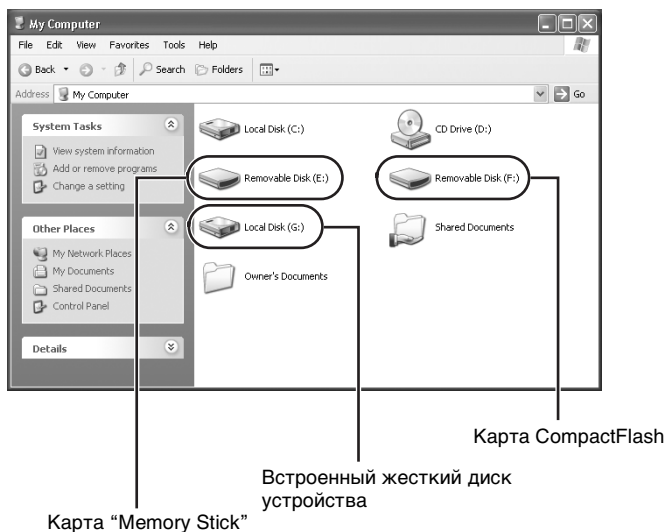 My Computer
File Edit View Favorites Tools Help
Back Search Folders
Address My Computer Go
System Tasks
View system information
Add or remove programs
Change a setting
Other Places
My Network Places
My Documents
Shared Documents
Control Panel
Details
Local Disk (C:)
CD Drive (D:)
Removable Disk (E:)
Removable Disk (F:)
Local Disk (G:)
Shared Documents
Owner's Documents
Карта CompactFlash
Встроенный жесткий диск
устройства
Карта “Memory Stick”